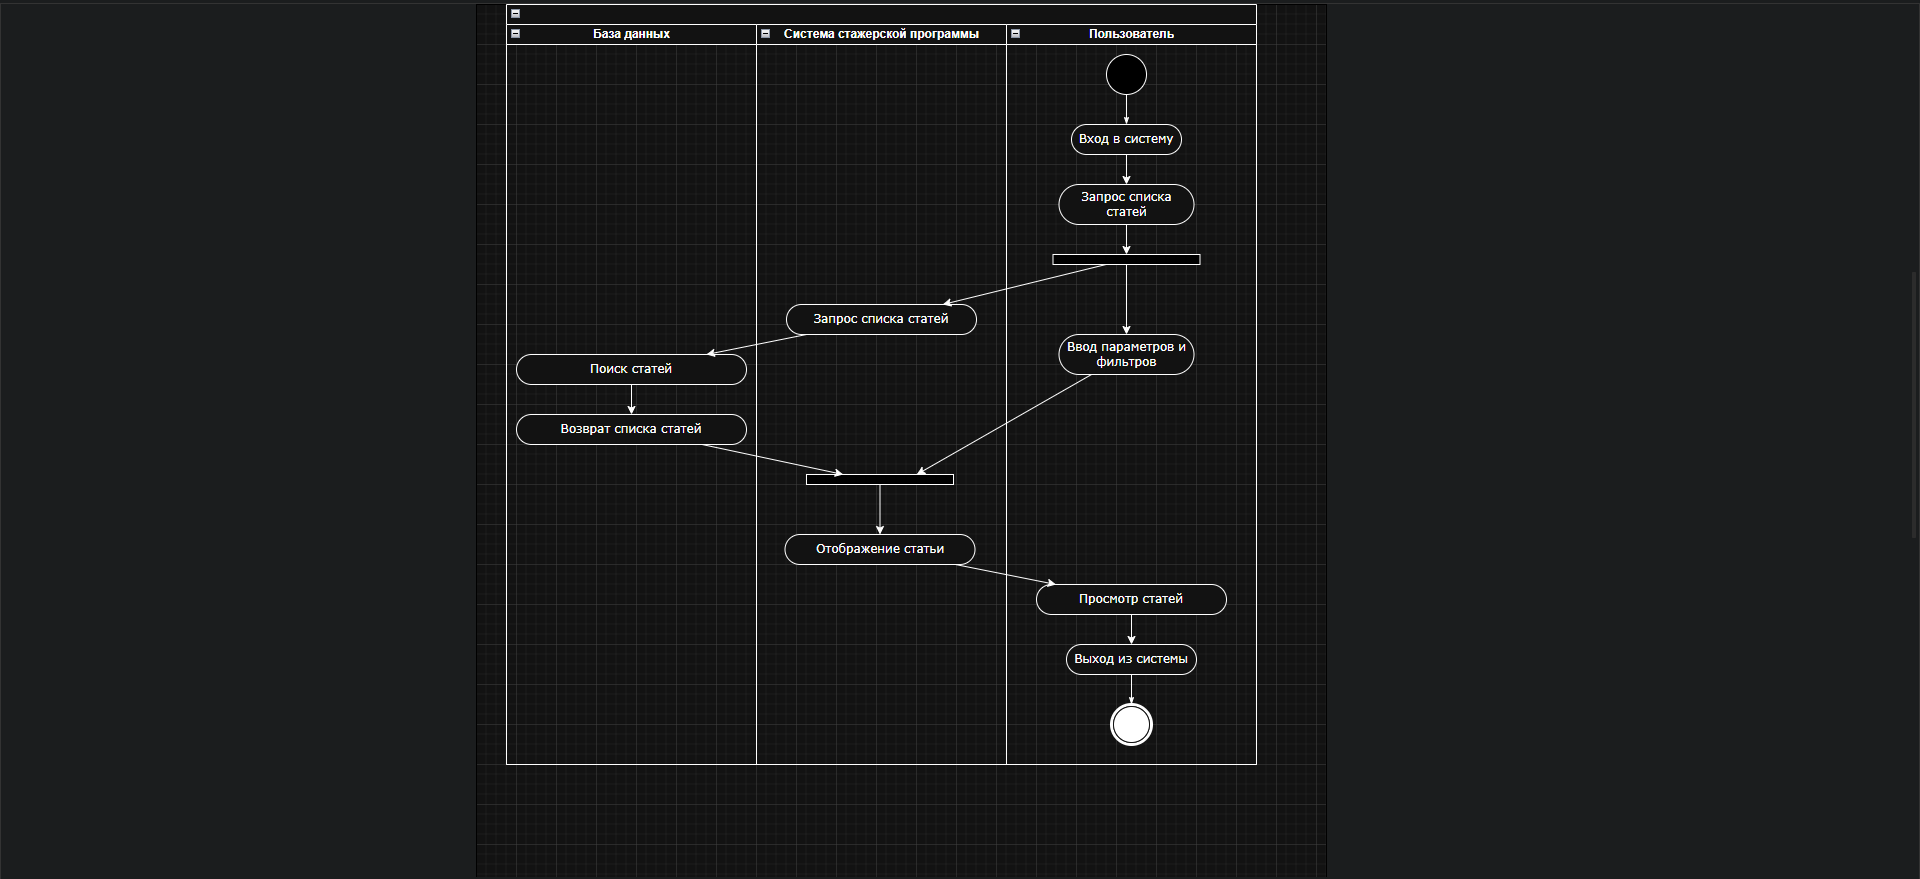 База данных
Система стажерской программы
Пользователь
Вход в систему
Запрос списка
статей
Запрос списка статей
Ввод параметров и
фильтров
Поиск статей
Возврат списка статей
Отображение статьи
Просмотр статей
Выход из системы